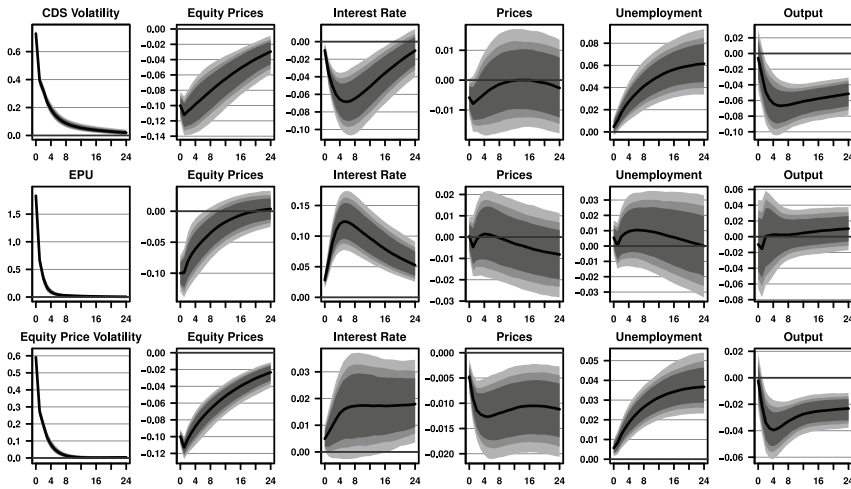 CDS Volatility Equity Prices Interest Rate Prices Unemployment Output
0.6 0.4 0.2 0.0
0.00 −0.02 −0.04 −0.06 −0.08 −0.10 −0.12 −0.14
0.00 −0.02 −0.04 −0.06 −0.08 −0.10
0.01 0.00 −0.01
0.08 0.06 0.04 0.02 0.00
0.02 0.00 −0.02 −0.04 −0.06 −0.08 −0.10
0 4 8 16 24 0 4 8 16 24 0 4 8 16 24 0 4 8 16 24 0 4 8 16 24 0 4 8 16 24
EPU Equity Prices Interest Rate Prices Unemployment Output
1.5 1.0 0.5 0.0
0.00 −0.05 −0.10
0.15 0.10 0.05 0.00
0.02 0.01 0.00 −0.01 −0.02 −0.03
0.03 0.02 0.01 0.00 −0.01 −0.02 −0.03
0.06 0.04 0.02 0.00 −0.02 −0.04 −0.06 −0.08
0 4 8 16 24 0 4 8 16 24 0 4 8 16 24 0 4 8 16 24 0 4 8 16 24 0 4 8 16 24
Equity Price Volatility Equity Prices Interest Rate Prices Unemployment Output
0.6 0.5 0.4 0.3 0.2 0.1 0.0
0.00 −0.02 −0.04 −0.06 −0.08 −0.10 −0.12
0.03 0.02 0.01 0.00
0.000 −0.005 −0.010 −0.015 −0.020
0.05 0.04 0.03 0.02 0.01 0.00
0.02 0.00 −0.02 −0.04 −0.06
0 4 8 16 24 0 4 8 16 24 0 4 8 16 24 0 4 8 16 24 0 4 8 16 24 0 4 8 16 24